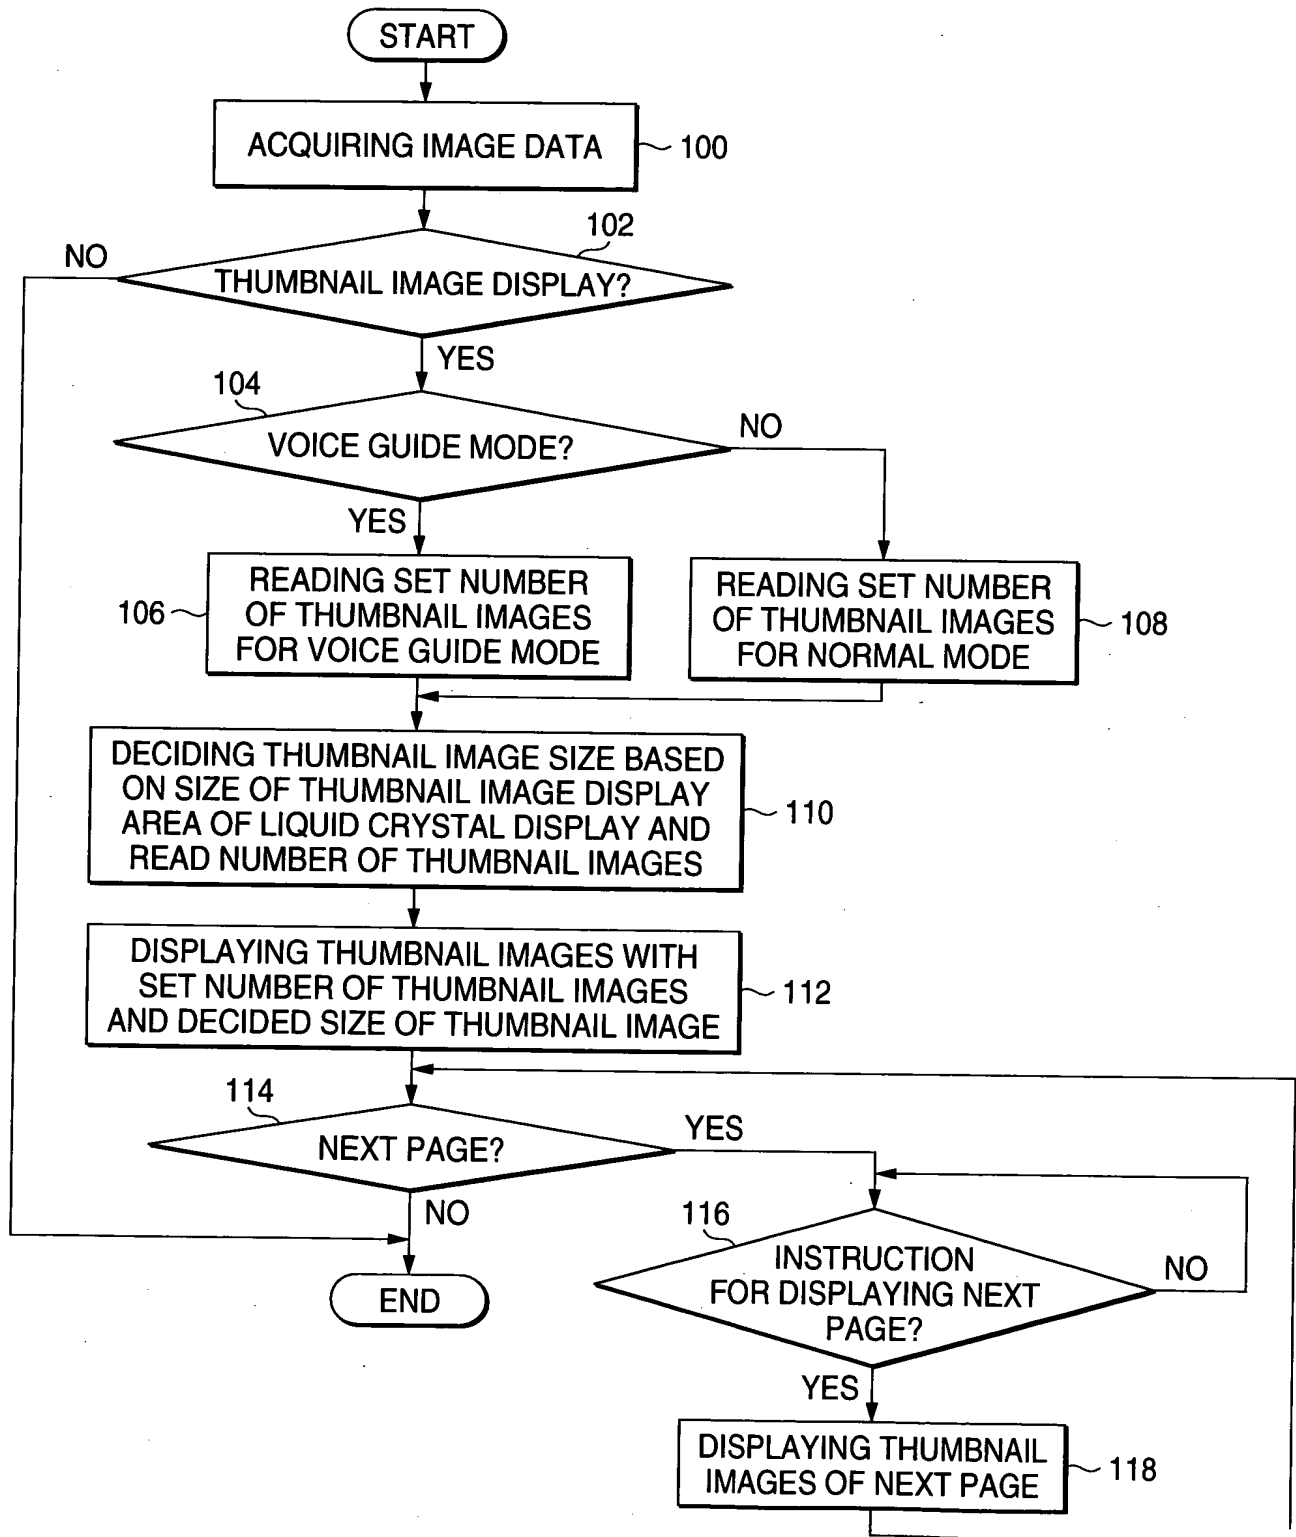 START
ACQUIRING IMAGE DATA
100
102
NO
THUMBNAIL IMAGE DISPLAY?
YES
104
VOICE GUIDE MODE?
NO
YES
READING SET NUMBER
OF THUMBNAIL IMAGES
FOR VOICE GUIDE MODE
106
READING SET NUMBER
OF THUMBNAIL IMAGES
FOR NORMAL MODE
108
DECIDING THUMBNAIL IMAGE SIZE BASED
ON SIZE OF THUMBNAIL IMAGE DISPLAY
AREA OF LIQUID CRYSTAL DISPLAY AND
READ NUMBER OF THUMBNAIL IMAGES
110
DISPLAYING THUMBNAIL IMAGES WITH
SET NUMBER OF THUMBNAIL IMAGES
AND DECIDED SIZE OF THUMBNAIL IMAGE
112
114
NEXT PAGE?
YES
NO
116
INSTRUCTION
FOR DISPLAYING NEXT
PAGE?
NO
END
YES
DISPLAYING THUMBNAIL
IMAGES OF NEXT PAGE
118